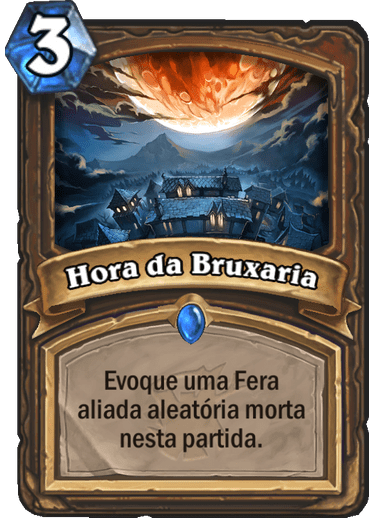 3
Hora da Bruxaria
Evoque uma Fera
aliada aleatória morta
nesta partida.